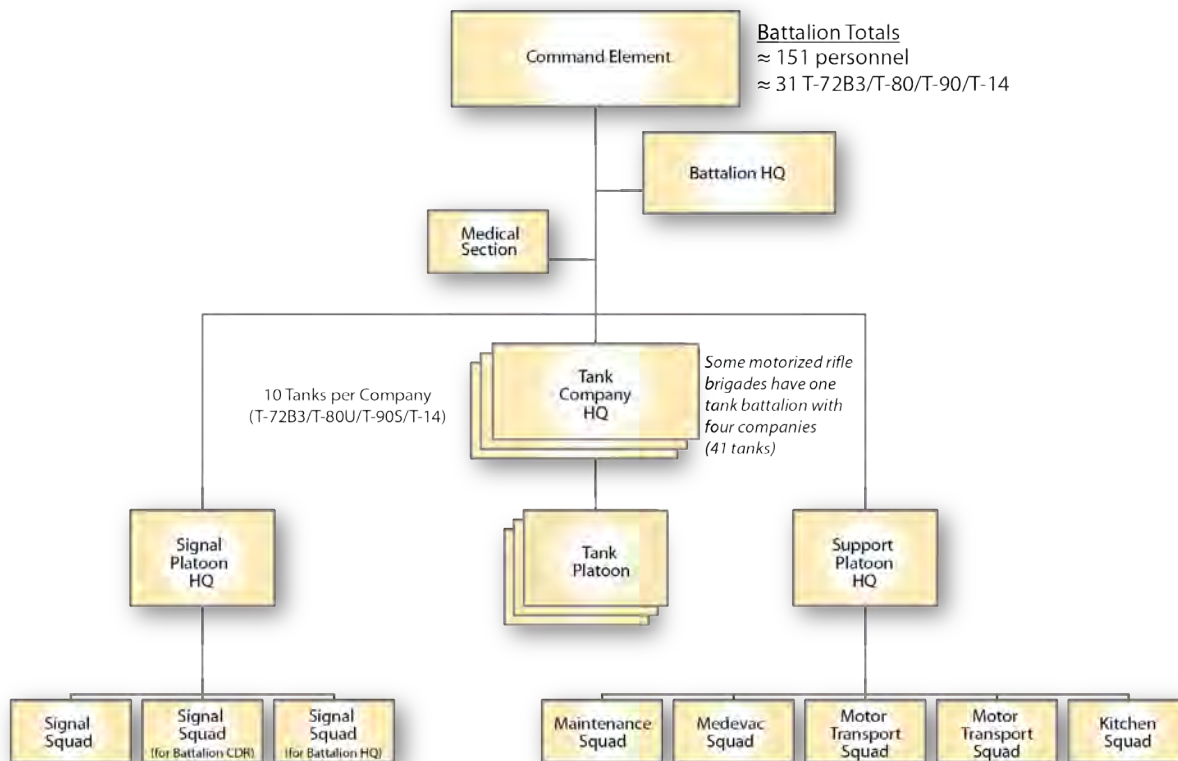 Command Element
Battalion Totals
≈ 151 personnel
≈ 31 T-72B3/T-80/T-90/T-14
Battalion HQ
Medical
Section
10 Tanks per Company
(T-72B3/T-80U/T-90S/T-14)
Tank
Company
HQ
Some motorized rifle
brigades have one
tank battalion with
four companies
(41 tanks)
Signal
Platoon
HQ
Tank
Platoon
Support
Platoon
HQ
Signal
Squad
Signal
Squad
(for Battalion CDR)
Signal
Squad
(for Battalion HQ)
Maintenance
Squad
Medevac
Squad
Motor
Transport
Squad
Motor
Transport
Squad
Kitchen
Squad